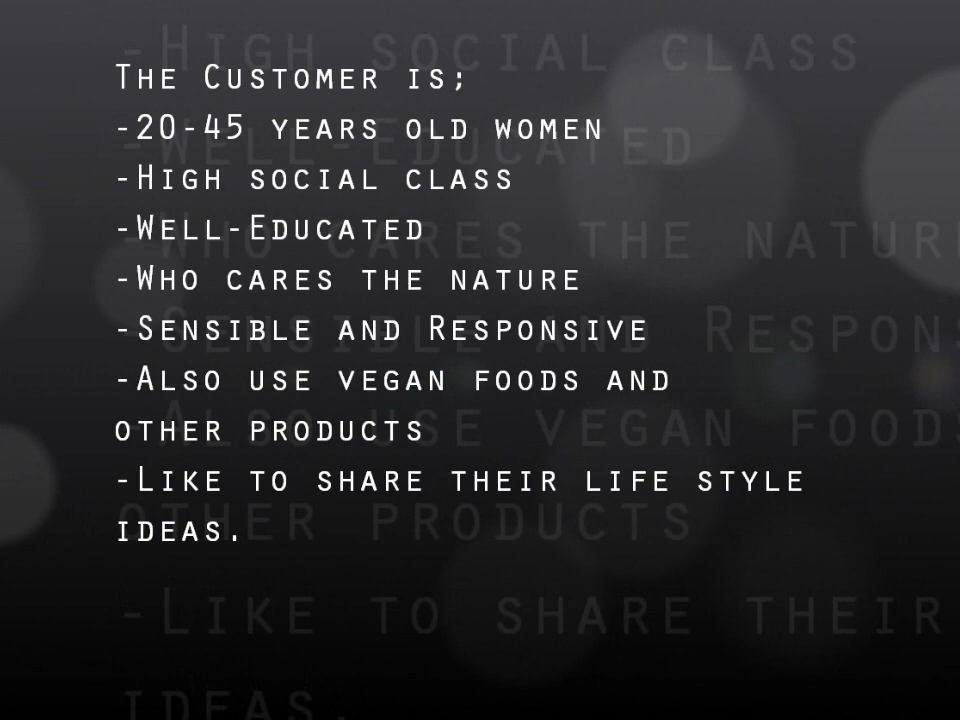 The Customer is;
-20-45 years old women
-High social class
-Well-Educated
-Who cares the nature
-Sensible and Responsive
-Also use vegan foods and
other products
-Like to share their life style
ideas.